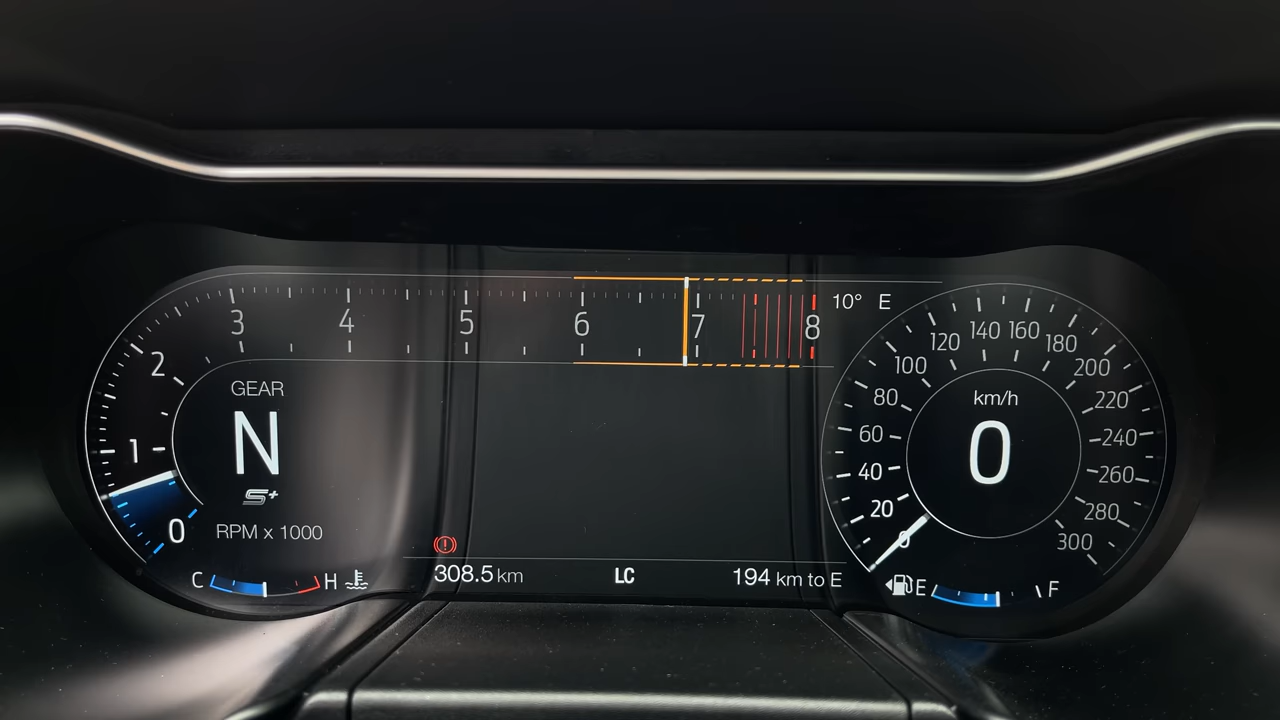 3 4 5 6 7 8
10° E
2
1
0
GEAR
N
S+
RPM x 1000
C H
308.5 km
LC
194 km to E
0 20 40 60 80 100 120 140 160 180 200 220 240 260 280 300
km/h
0
E F